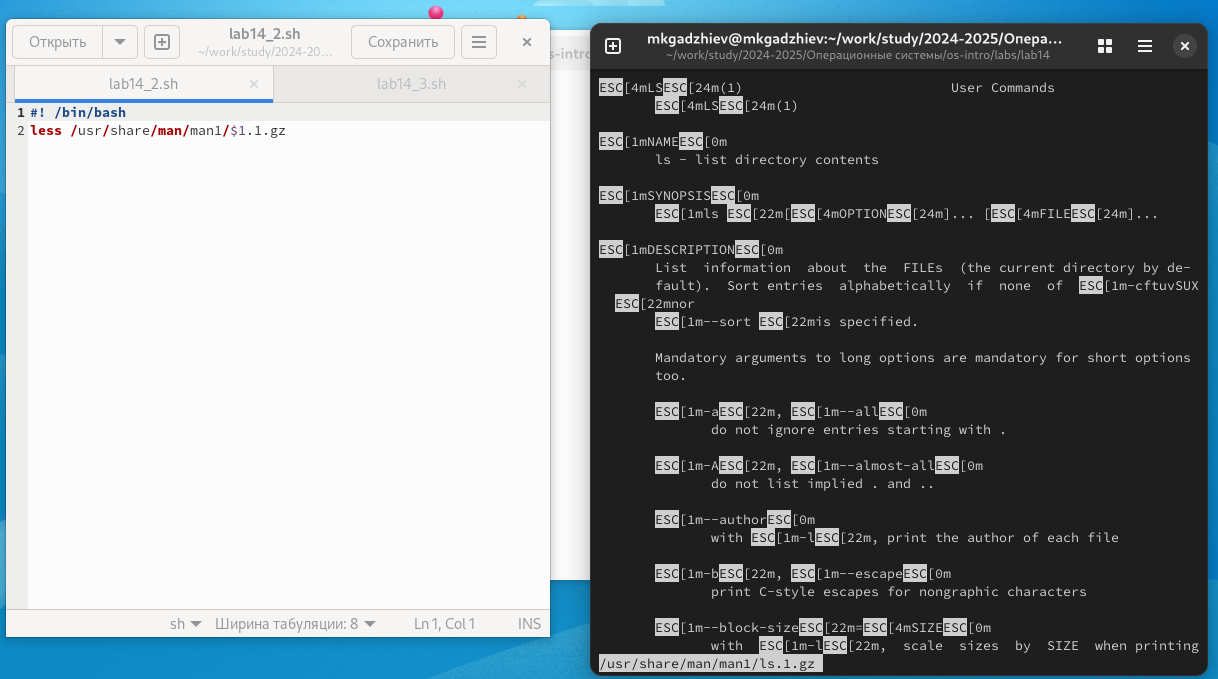 Открыть
lab14_2.sh
~/work/study/2024-20...
Сохранить
lab14_2.sh
lab14_3.sh
1 #! /bin/bash
2 less /usr/share/man/man1/$1.1.gz
sh
Ширина табуляции: 8
Ln 1, Col 1
INS
s-intro
mkgadzhiev@mkgadzhiev:~/work/study/2024-2025/Опера...
~/work/study/2024-2025/Операционные системы/os-intro/labs/lab14
ESC[4mLSESC[24m(1) User Commands
ESC[4mLSESC[24m(1)
ESC[1mNAMEESC[0m
ls - list directory contents
ESC[1mSYNOPSISESC[0m
ESC[1mls ESC[22m[ESC[4mOPTIONESC[24m]... [ESC[4mFILEESC[24m]...
ESC[1mDESCRIPTIONESC[0m
List information about the FILEs (the current directory by de-
fault). Sort entries alphabetically if none of ESC[1m-cftuvSUX
ESC[22mnor
ESC[1m--sort ESC[22mis specified.
Mandatory arguments to long options are mandatory for short options
too.
ESC[1m-aESC[22m, ESC[1m--allESC[0m
do not ignore entries starting with .
ESC[1m-AESC[22m, ESC[1m--almost-allESC[0m
do not list implied . and ..
ESC[1m--authorESC[0m
with ESC[1m-lESC[22m, print the author of each file
ESC[1m-bESC[22m, ESC[1m--escapeESC[0m
print C-style escapes for nongraphic characters
ESC[1m--block-sizeESC[22m=ESC[4mSIZEESC[0m
with ESC[1m-lESC[22m, scale sizes by SIZE when printing
/usr/share/man/man1/ls.1.gz